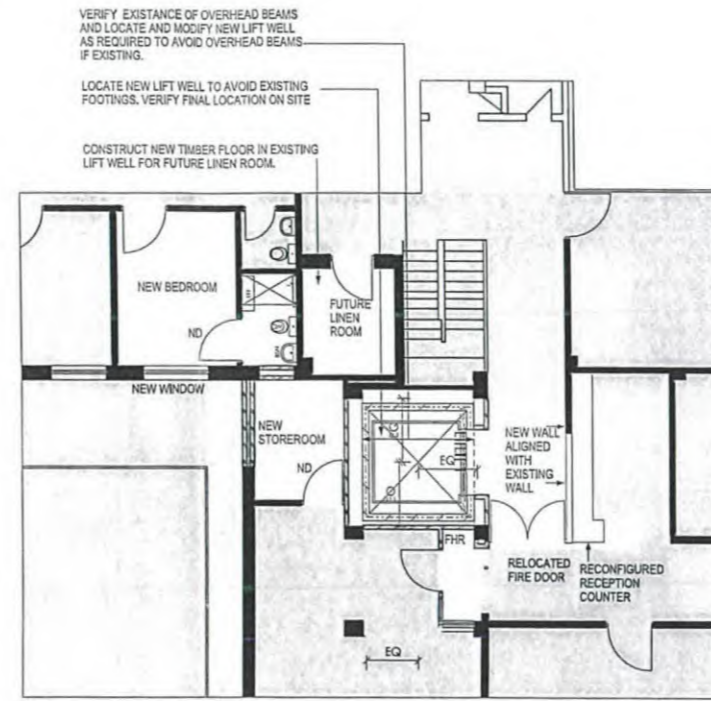 VERIFY EXISTANCE OF OVERHEAD BEAMS
AND LOCATE AND MODIFY NEW LIFT WELL
AS REQUIRED TO AVOID OVERHEAD BEAMS
IF EXISTING.
LOCATE NEW LIFT WELL TO AVOID EXISTING
FOOTINGS. VERIFY FINAL LOCATION ON SITE
CONSTRUCT NEW TIMBER FLOOR IN EXISTING
LIFT WELL FOR FUTURE LINEN ROOM.
NEW BEDROOM
ND
FUTURE
LINEN
ROOM
NEW WINDOW
NEW
STOREROOM
ND
EQ
EQ
EQ
NEW WALL
ALIGNED
WITH
EXISTING
WALL
FHR
RELOCATED
FIRE DOOR
RECONFIGURED
RECEPTION
COUNTER
EQ